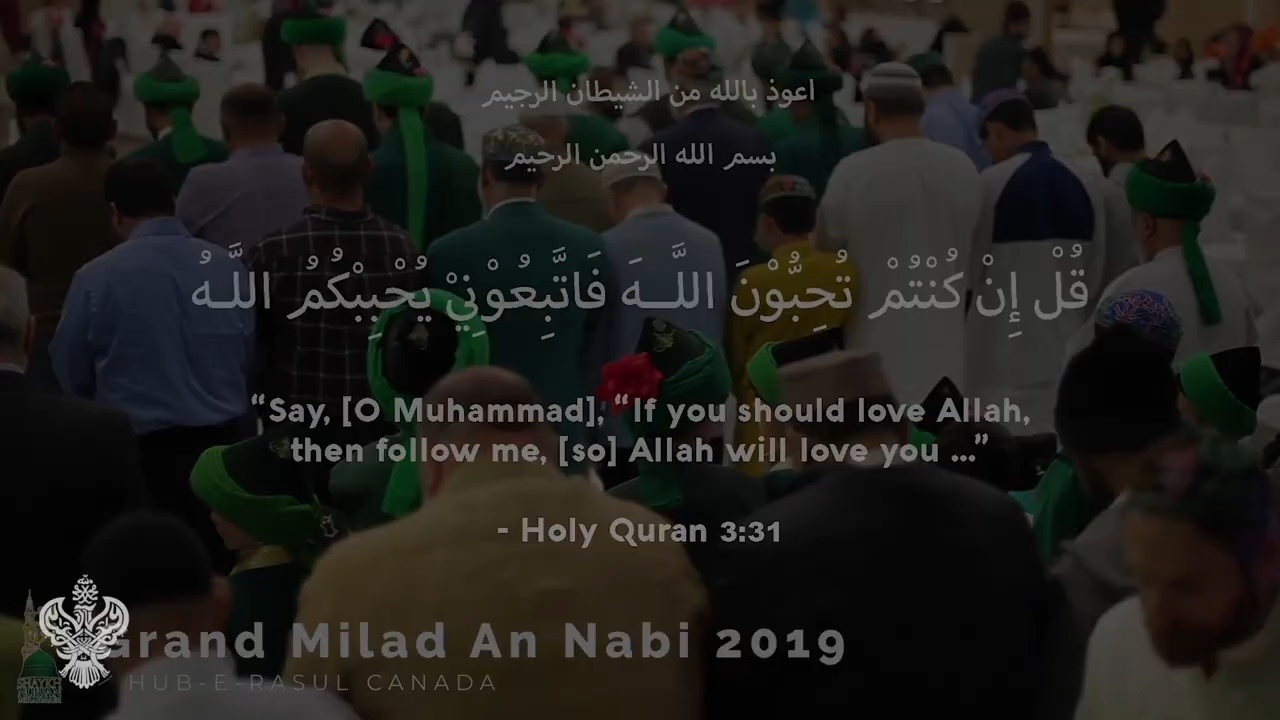 اعوذ بالله من الشيطان الرجيم
بسم الله الرحمن الرحيم
قُلْ إِنْ كُنْتُمْ تُحِبُّوْنَ اللَّــهَ فَاتَّبِعُوْنِيْ يُحْبِبْكُمُ اللَّـهُ
“Say, [O Muhammad], “If you should love Allah,
then follow me, [so] Allah will love you ...”
- Holy Quran 3:31
Grand Milad An Nabi 2019
HUB-E-RASUL CANADA